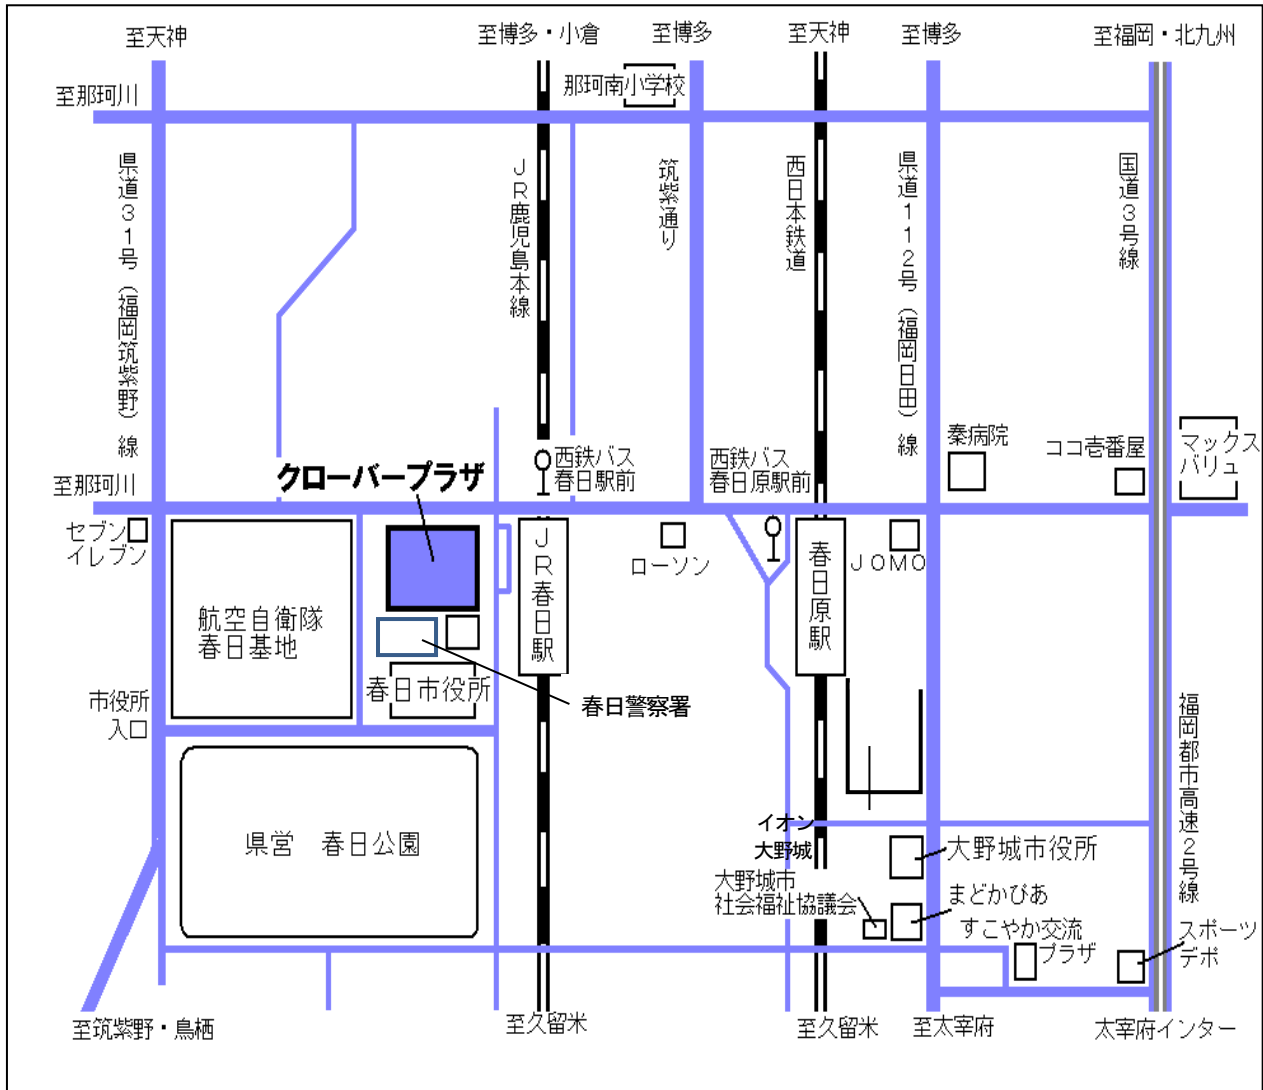 至天神
至博多・小倉
至博多
至天神
至博多
至福岡・北九州
至那珂川
那珂南小学校
県道31号(福岡筑紫野)線
JR鹿児島本線
筑紫通り
西日本鉄道
県道112号(福岡日田)線
国道3号線
秦病院
ココ壱番屋
マックス
バリュ
クローバープラザ
西鉄バス
春日駅前
西鉄バス
春日原駅前
至那珂川
セブン
イレブン
JR春日駅
ローソン
春日原駅
JOMO
航空自衛隊
春日基地
春日市役所
春日警察署
市役所
入口
福岡都市高速2号線
県営 春日公園
イオン
大野城
大野城市役所
大野城市
社会福祉協議会
まどかぴあ
すこやか交流
プラザ
スポーツ
デポ
至筑紫野・鳥栖
至久留米
至久留米
至太宰府
太宰府インター